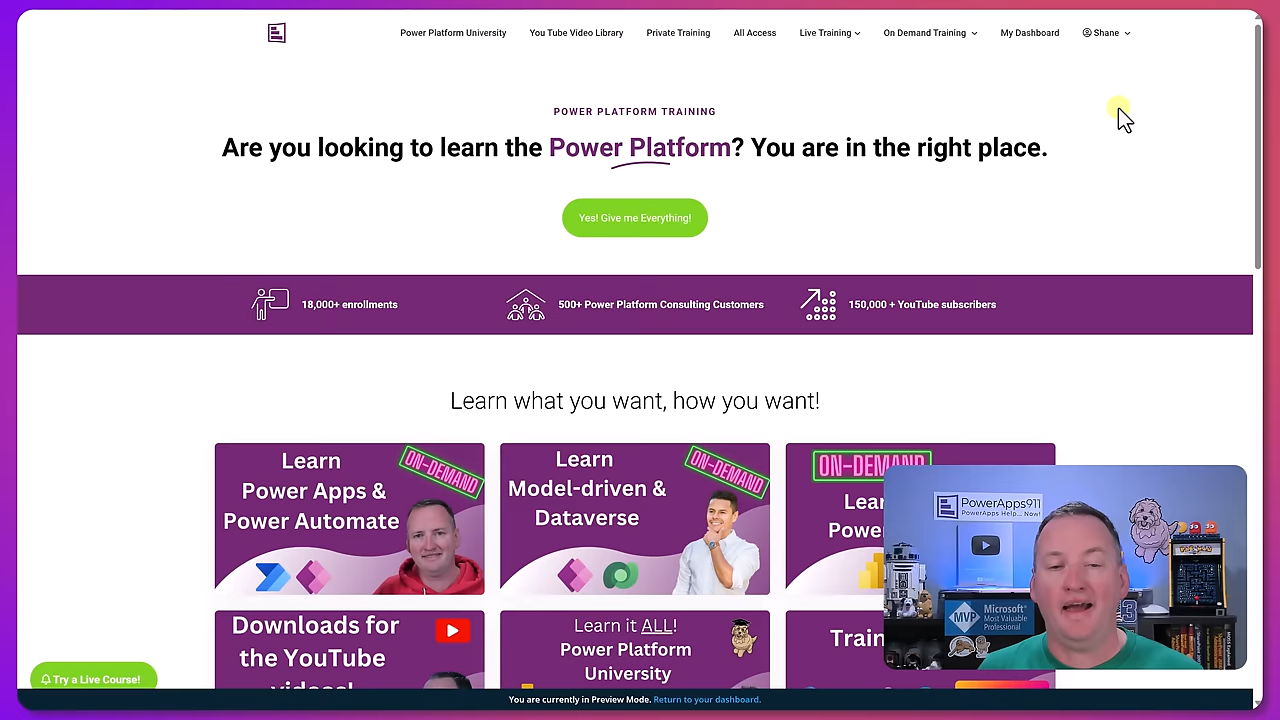 Power Platform University You Tube Video Library Private Training All Access Live Training On Demand Training My Dashboard Shane
POWER PLATFORM TRAINING
Are you looking to learn the Power Platform? You are in the right place.
Yes! Give me Everything!
18,000+ enrollments
500+ Power Platform Consulting Customers
150,000 + YouTube subscribers
Learn what you want, how you want!
ON-DEMAND
Learn
Power Apps &
Power Automate
ON-DEMAND
Learn
Model-driven &
Dataverse
ON-DEMAND
Lear
Power
PowerApps911
PowerApps Help... Now!
Microsoft®
Most Valuable
Professional
MVP
Downloads for
the YouTube
videos!
Learn it ALL!
Power Platform
University
Train
Try a Live Course!
You are currently in Preview Mode. Return to your dashboard.